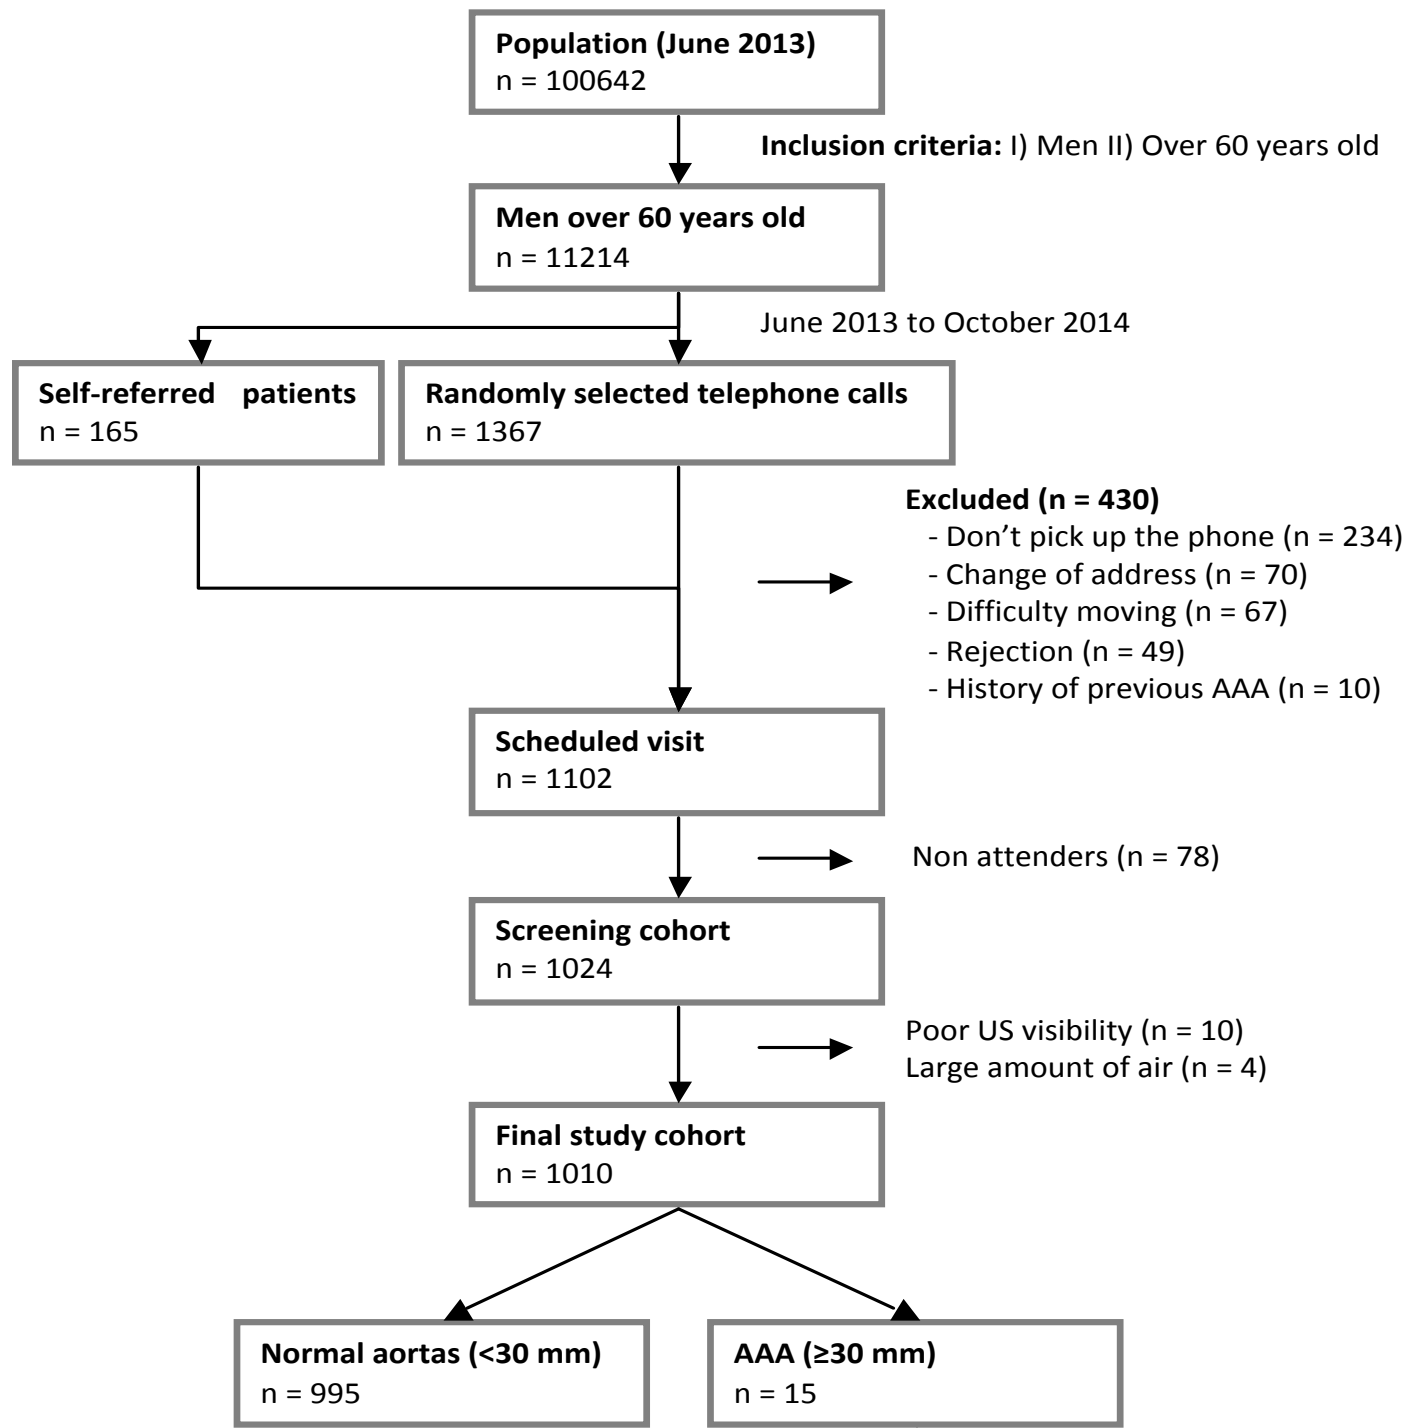 Population (June 2013)
n = 100642
Inclusion criteria: I) Men II) Over 60 years old
Men over 60 years old
n = 11214
June 2013 to October 2014
Self-referred patients
n = 165
Randomly selected telephone calls
n = 1367
Excluded (n = 430)
- Don’t pick up the phone (n = 234)
- Change of address (n = 70)
- Difficulty moving (n = 67)
- Rejection (n = 49)
- History of previous AAA (n = 10)
Scheduled visit
n = 1102
Non attenders (n = 78)
Screening cohort
n = 1024
Poor US visibility (n = 10)
Large amount of air (n = 4)
Final study cohort
n = 1010
Normal aortas (<30 mm)
n = 995
AAA (≥30 mm)
n = 15